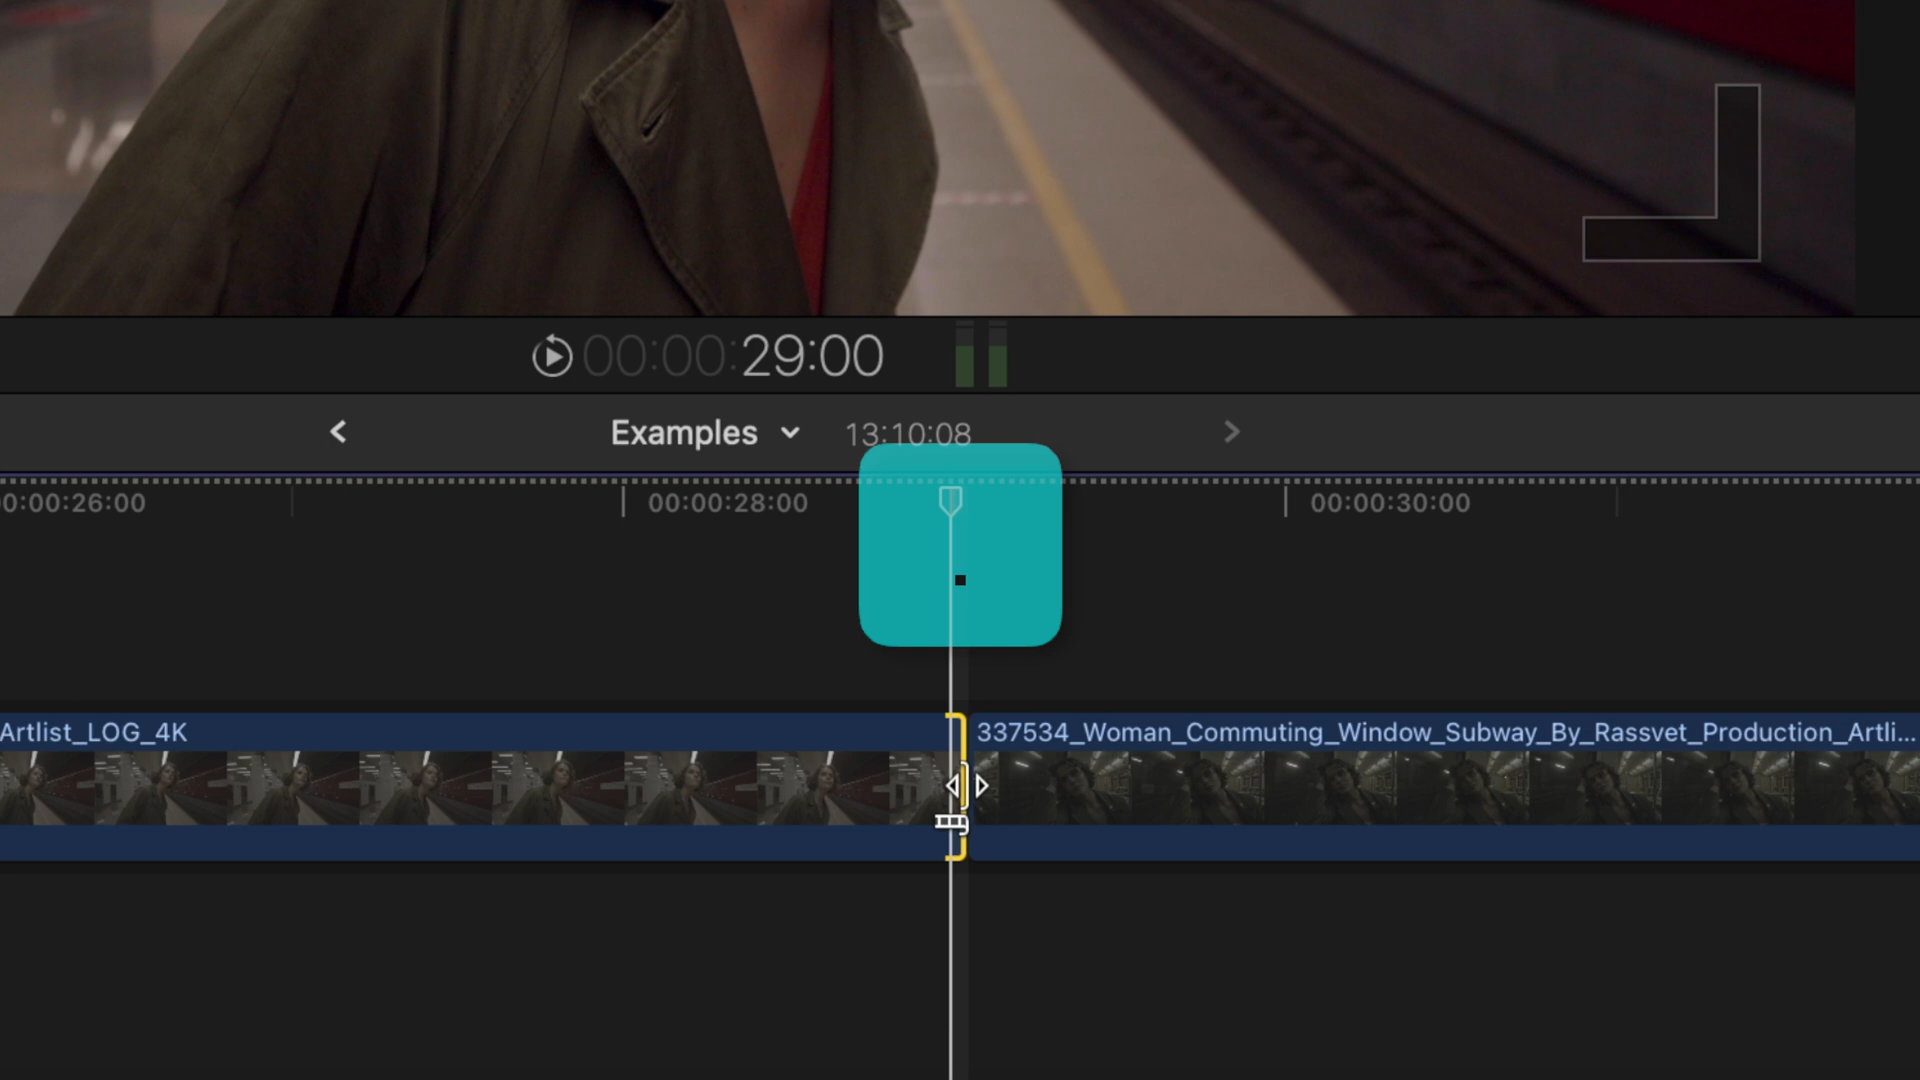 00:00:29:00
Examples
13:10:08
0:00:26:00
00:00:28:00
00:00:30:00
.
Artlist_LOG_4K
337534_Woman_Commuting_Window_Subway_By_Rassvet_Production_Artli...